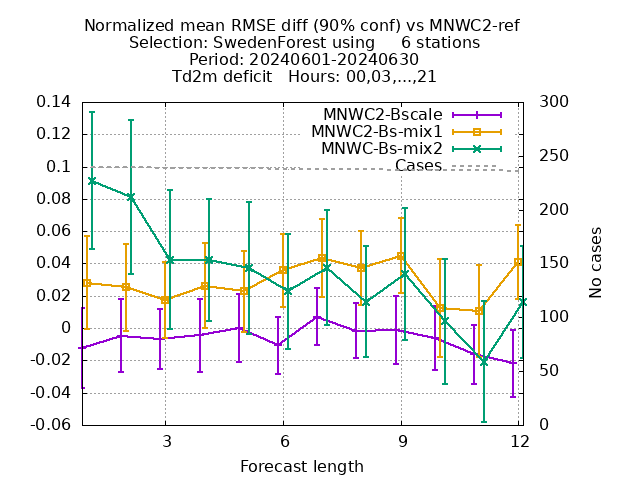 Normalized mean RMSE diff (90% conf) vs MNWC2-ref
Selection: SwedenForest using 6 stations
Period: 20240601-20240630
Td2m deficit Hours: 00,03,...,21
MNWC2-Bscale
MNWC2-Bs-mix1
MNWC-Bs-mix2
Cases
0.14
0.12
0.1
0.08
0.06
0.04
0.02
0
-0.02
-0.04
-0.06
300
250
200
150
100
50
0
No cases
3 6 9 12
Forecast length